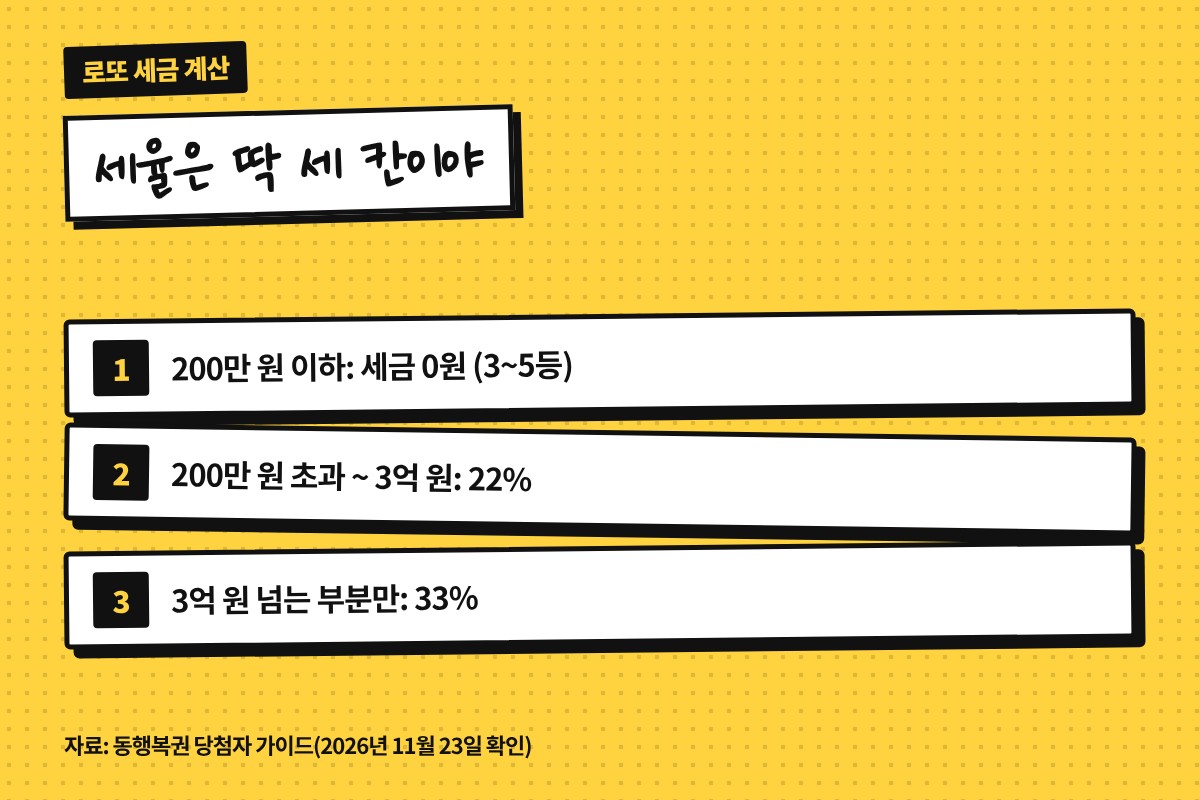 로또 세금 계산
세율은 딱 세 칸이야
1 200만 원 이하: 세금 0원 (3~5등)
2 200만 원 초과 ~ 3억 원: 22%
3 3억 원 넘는 부분만: 33%
자료: 동행복권 당첨자 가이드(2026년 11월 23일 확인)